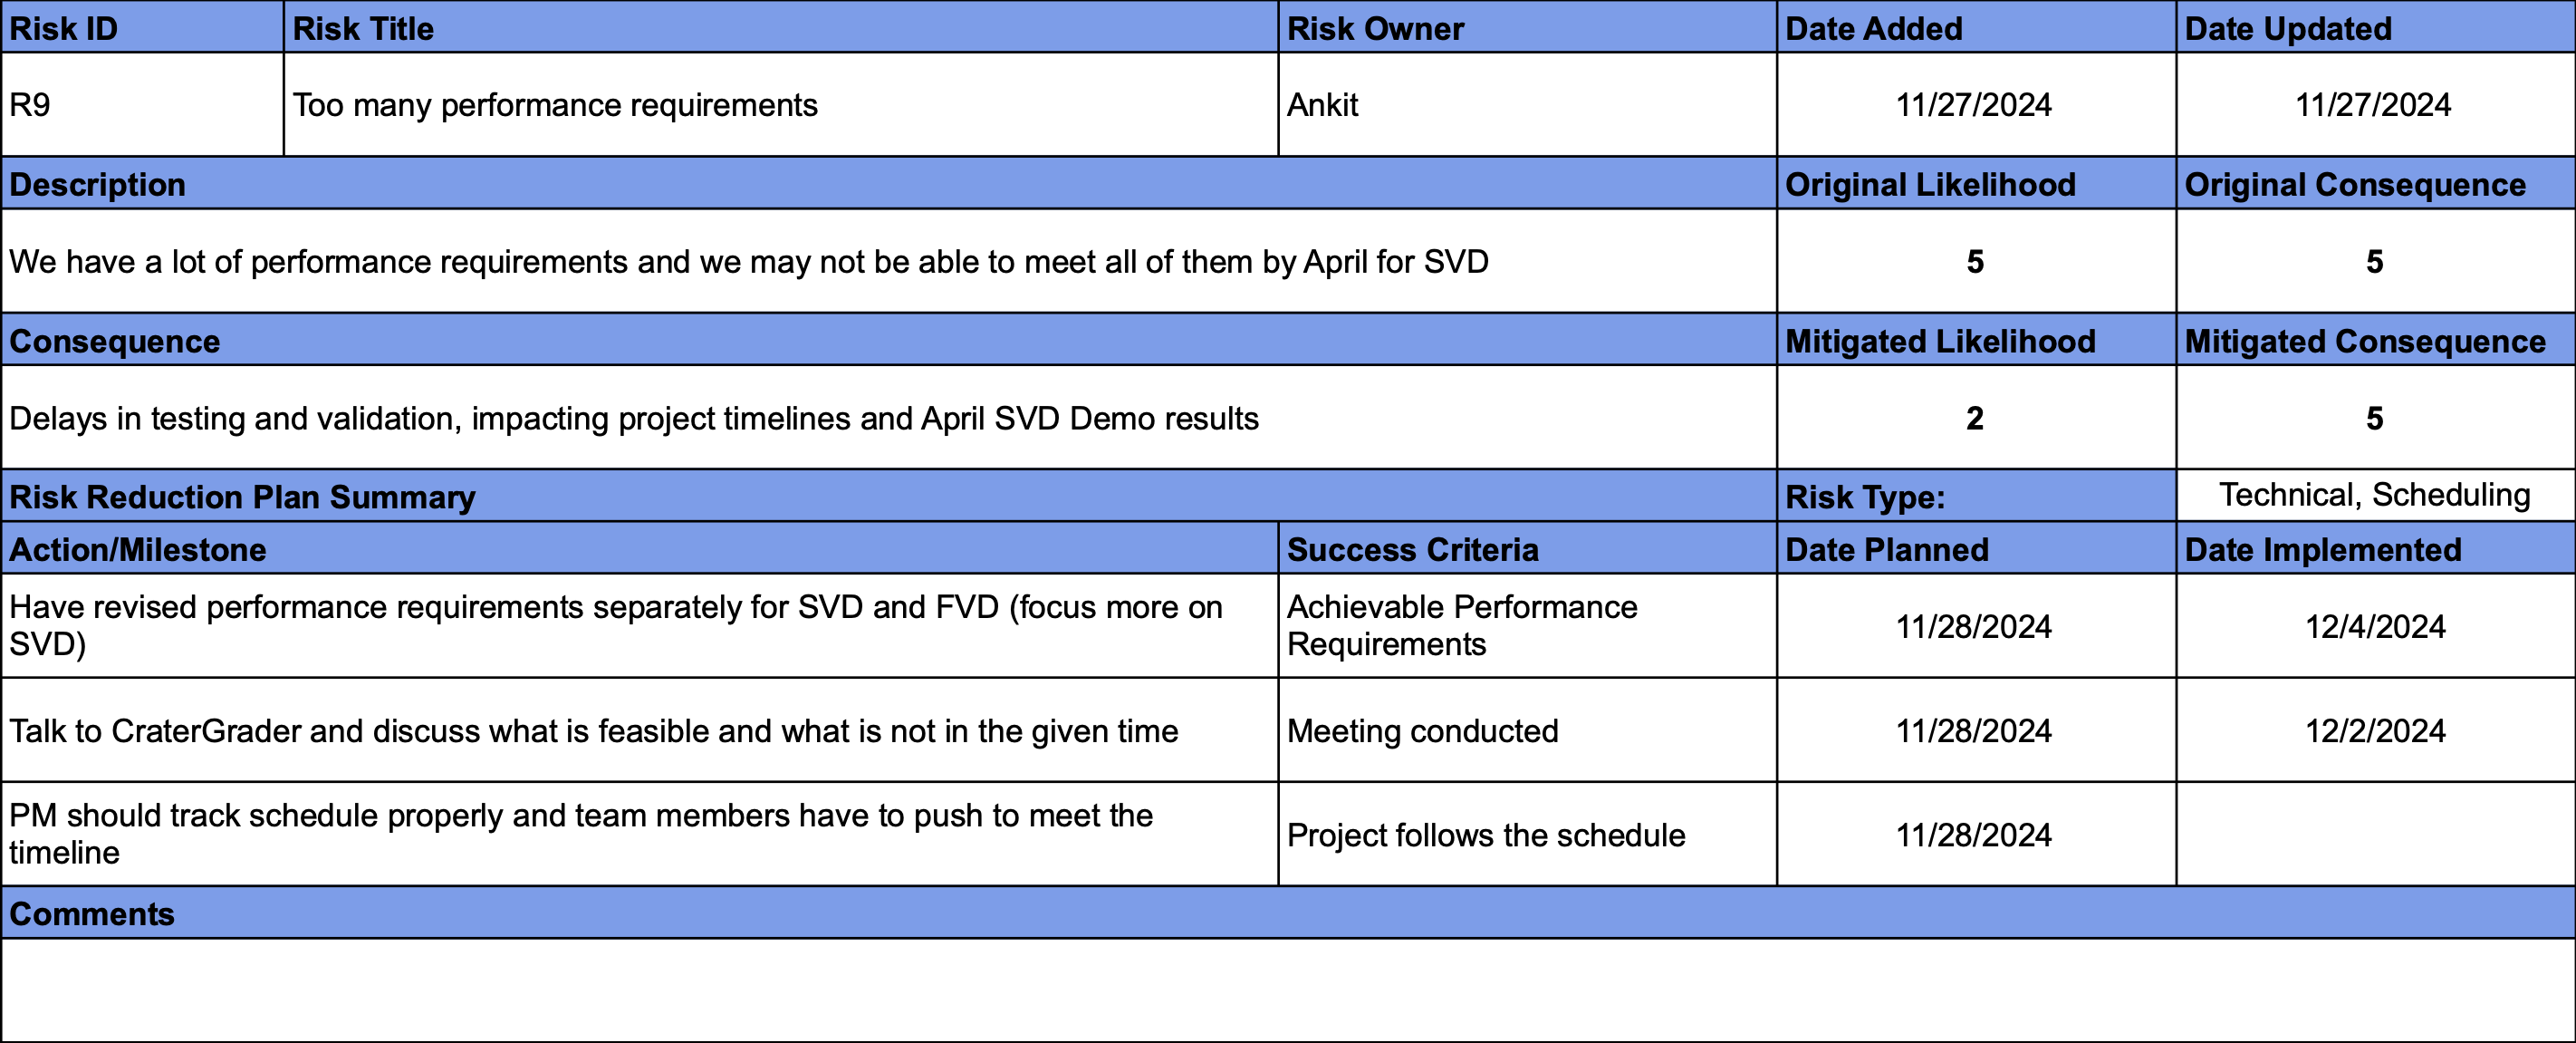 Risk ID Risk Title Risk Owner Date Added Date Updated
R9 Too many performance requirements Ankit 11/27/2024 11/27/2024
Description Original Likelihood Original Consequence
We have a lot of performance requirements and we may not be able to meet all of them by April for SVD 5 5
Consequence Mitigated Likelihood Mitigated Consequence
Delays in testing and validation, impacting project timelines and April SVD Demo results 2 5
Risk Reduction Plan Summary Risk Type: Technical, Scheduling
Action/Milestone Success Criteria Date Planned Date Implemented
Have revised performance requirements separately for SVD and FVD (focus more on
SVD)
Achievable Performance
Requirements
11/28/2024 12/4/2024
Talk to CraterGrader and discuss what is feasible and what is not in the given time Meeting conducted 11/28/2024 12/2/2024
PM should track schedule properly and team members have to push to meet the
timeline
Project follows the schedule 11/28/2024
Comments